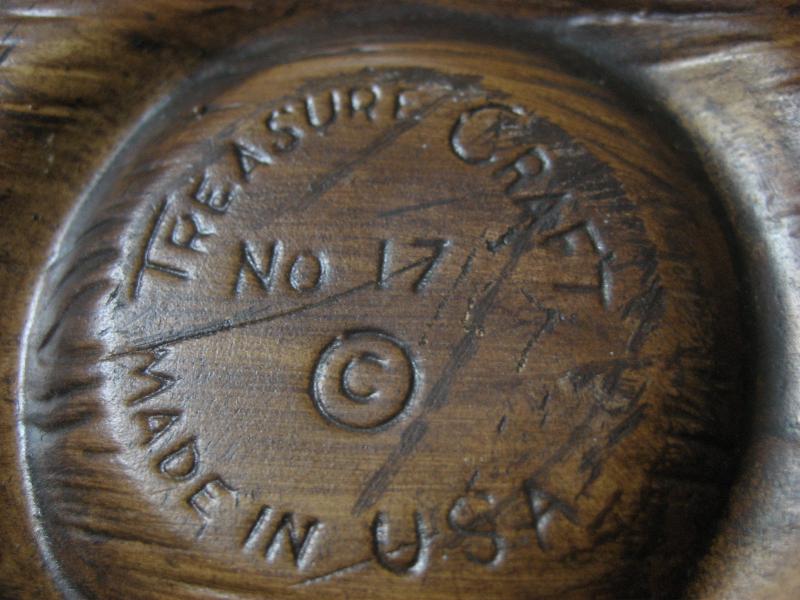 TREASURE CRAFT
No 17
©
MADE IN USA